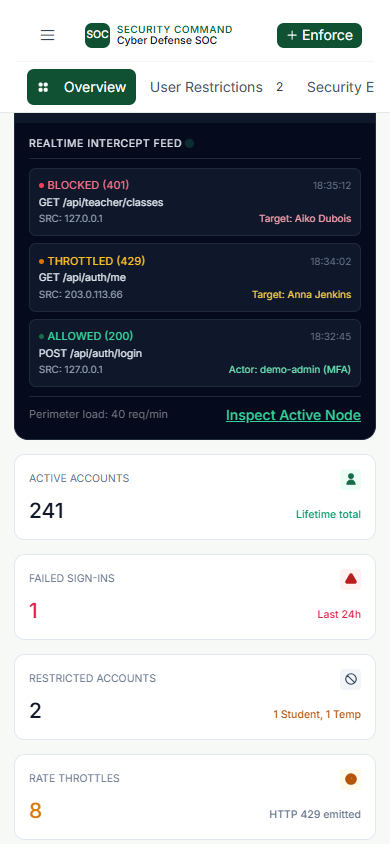 SOC
SECURITY COMMAND
Cyber Defense SOC
+ Enforce
Overview
User Restrictions 2
Security E
REALTIME INTERCEPT FEED
BLOCKED (401) 18:35:12
GET /api/teacher/classes
SRC: 127.0.0.1 Target: Aiko Dubois
THROTTLED (429) 18:34:02
GET /api/auth/me
SRC: 203.0.113.66 Target: Anna Jenkins
ALLOWED (200) 18:32:45
POST /api/auth/login
SRC: 127.0.0.1 Actor: demo-admin (MFA)
Perimeter load: 40 req/min Inspect Active Node
ACTIVE ACCOUNTS
241 Lifetime total
FAILED SIGN-INS
1 Last 24h
RESTRICTED ACCOUNTS
2 1 Student, 1 Temp
RATE THROTTLES
8 HTTP 429 emitted